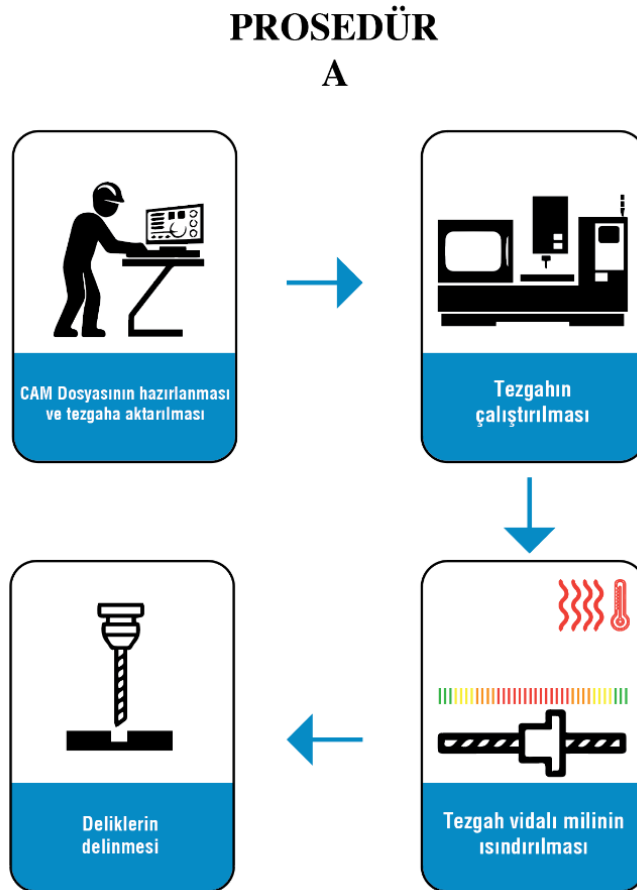 PROSEDÜR
A
CAM Dosyasının hazırlanması
ve tezgaha aktarılması
Tezgahın
çalıştırılması
Tezgah vidalı milinin
ısındırılması
Deliklerin
delinmesi